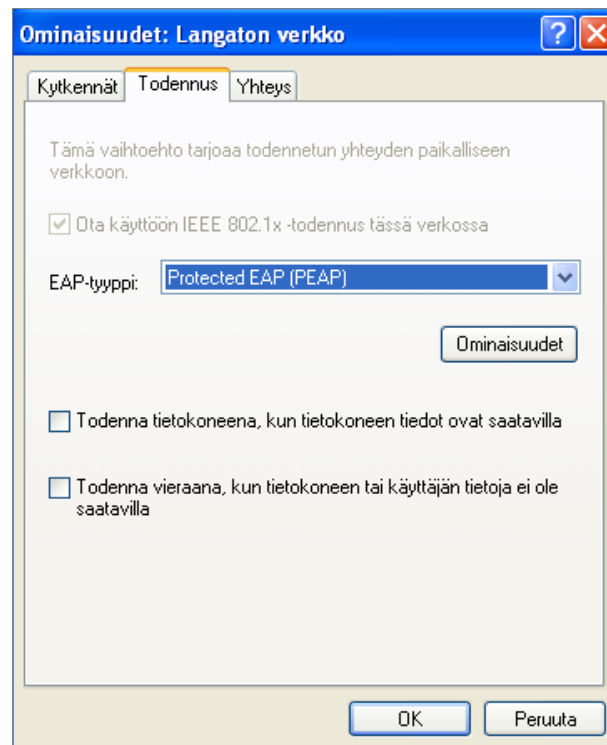 Ominaisuudet: Langaton verkko
Kytkennät Todennus Yhteys
Tämä vaihtoehto tarjoaa todennetun yhteyden paikalliseen
verkkoon.
Ota käyttöön IEEE 802.1x -todennus tässä verkossa
EAP-tyyppi: Protected EAP (PEAP)
Ominaisuudet
Todenna tietokoneena, kun tietokoneen tiedot ovat saatavilla
Todenna vieraana, kun tietokoneen tai käyttäjän tietoja ei ole
saatavilla
OK Peruuta